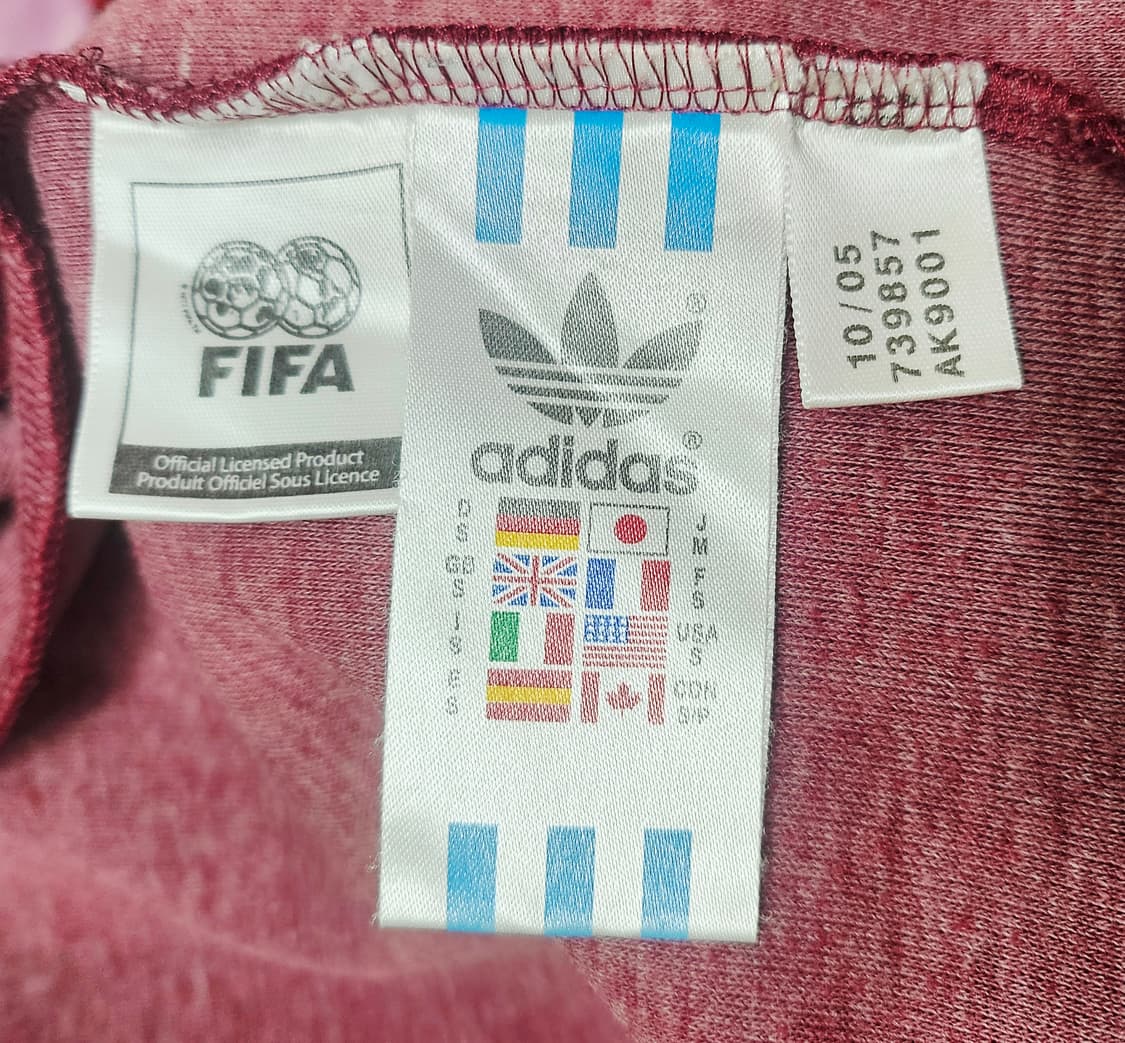 FIFA
Official Licensed Product
Produit Officiel Sous Licence
®
adidas®
D S
J M
GB S
F S
I S
USA S
E S
CDN S/P
10/05
739857
AK9001